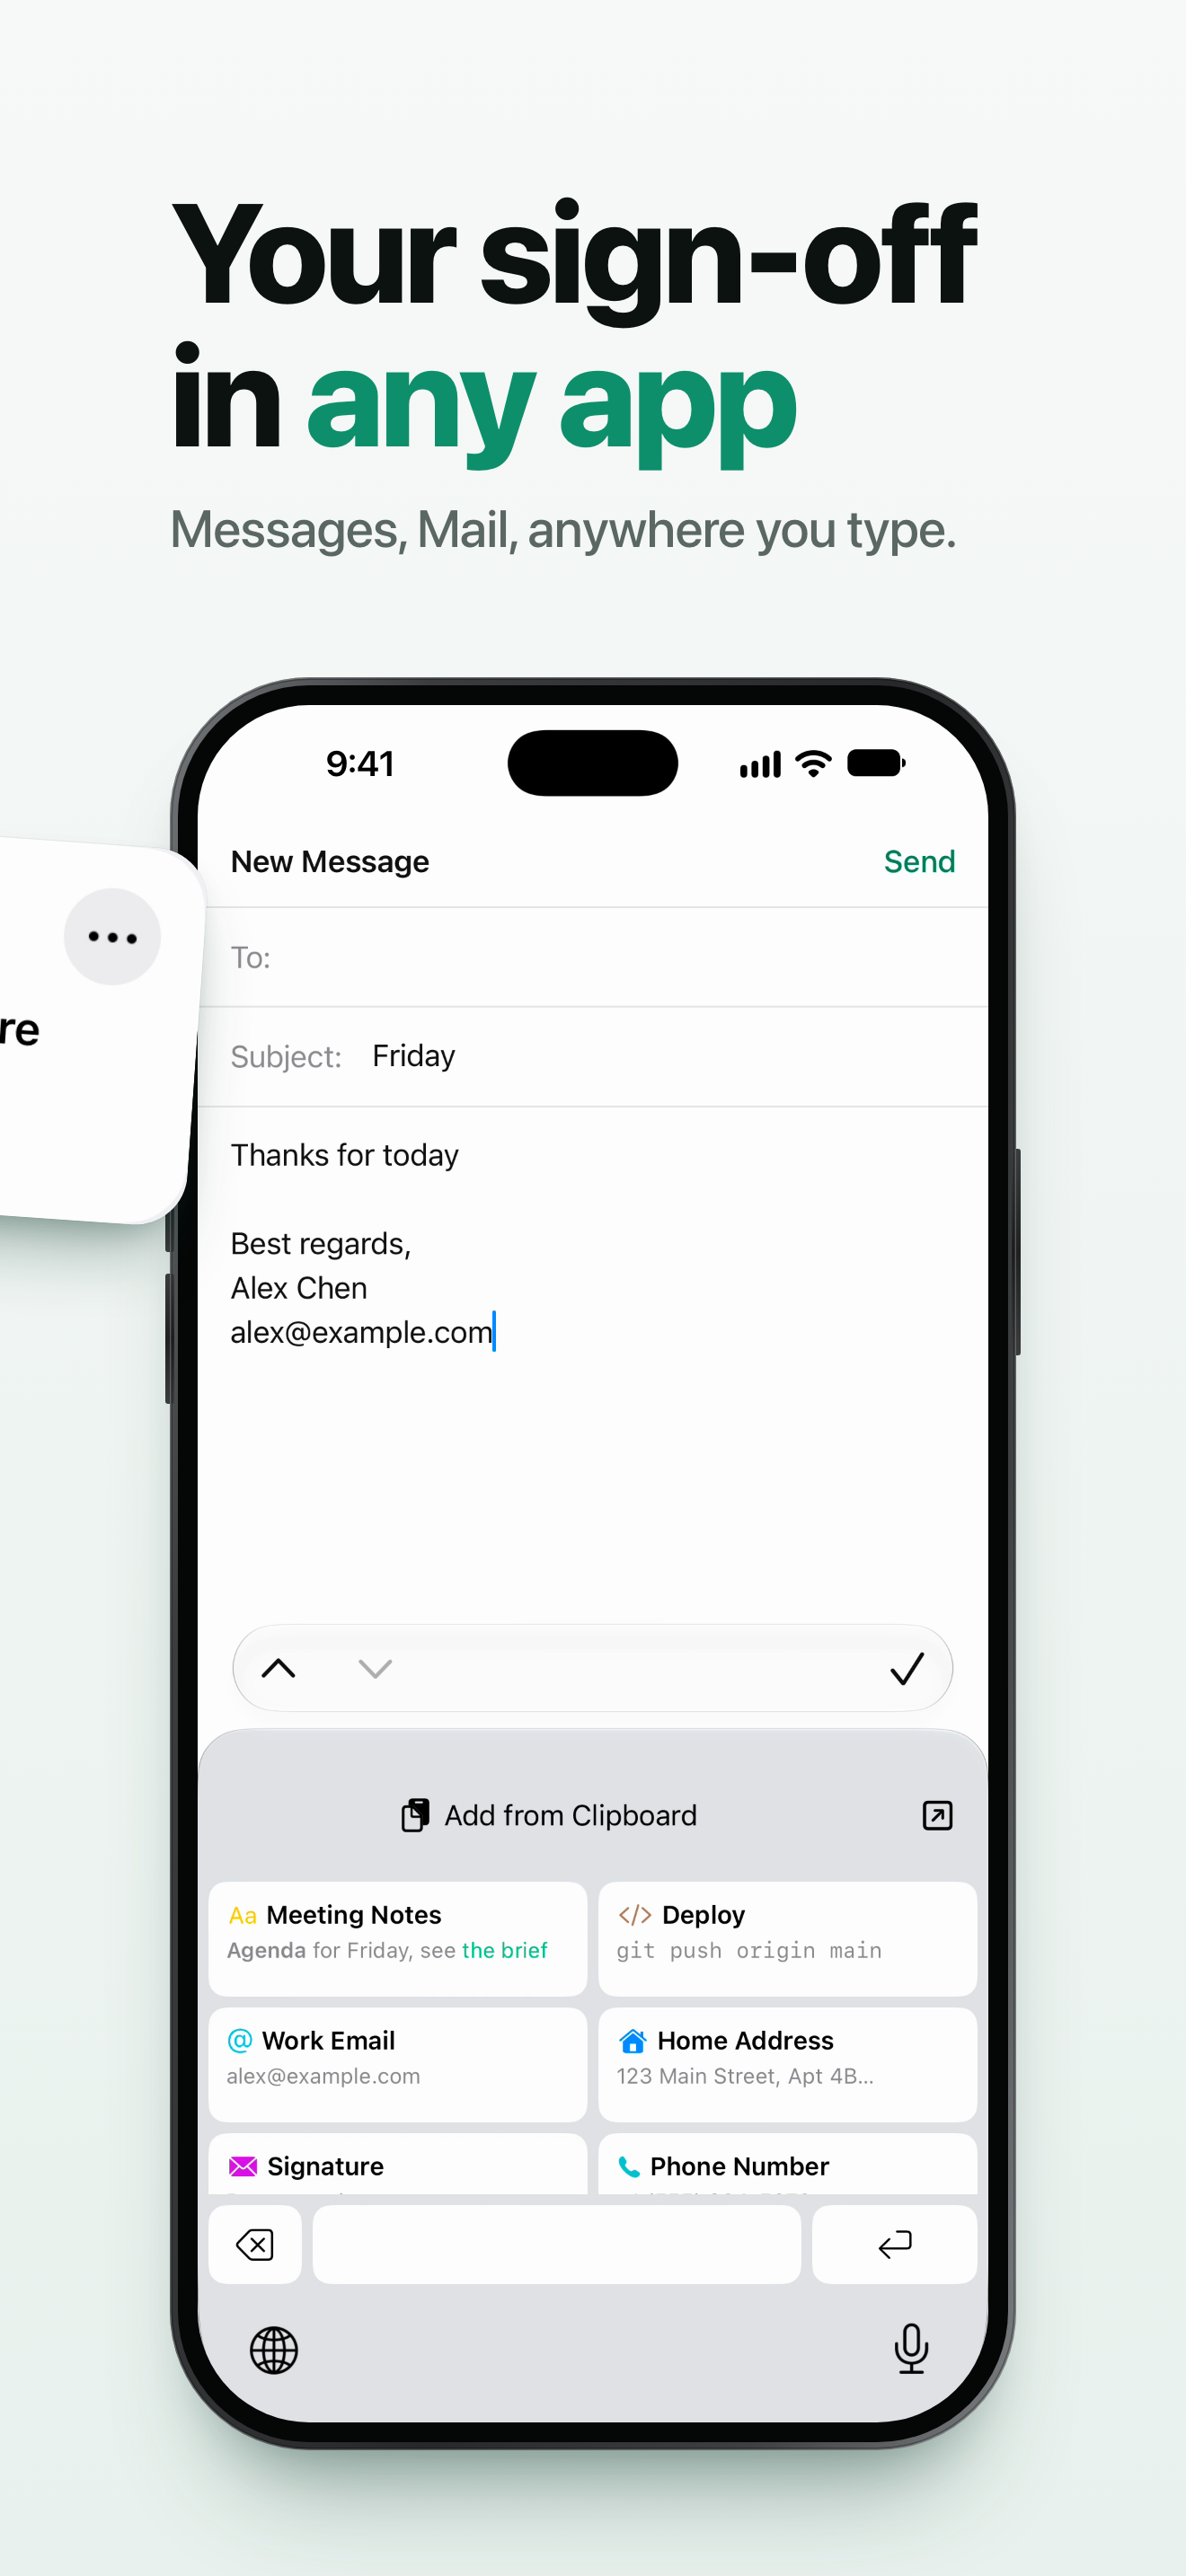 Your sign-off
in any app
Messages, Mail, anywhere you type.
9:41
New Message
Send
re
To:
Subject: Friday
Thanks for today
Best regards,
Alex Chen
alex@example.com
Add from Clipboard
Aa Meeting Notes
Agenda for Friday, see the brief
</> Deploy
git push origin main
@ Work Email
alex@example.com
Home Address
123 Main Street, Apt 4B...
Signature
Phone Number